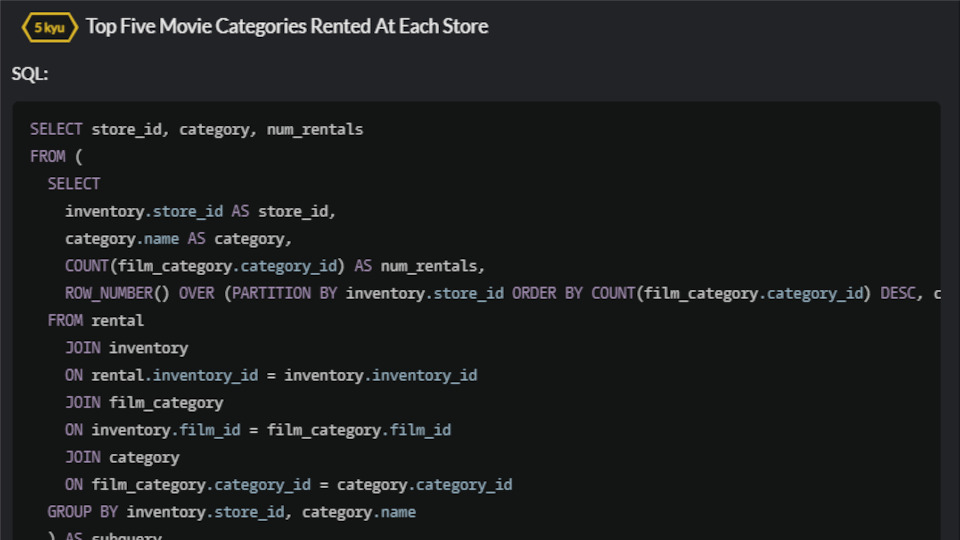 5 kyu Top Five Movie Categories Rented At Each Store
SQL:
SELECT store_id, category, num_rentals
FROM (
SELECT
inventory.store_id AS store_id,
category.name AS category,
COUNT(film_category.category_id) AS num_rentals,
ROW_NUMBER() OVER (PARTITION BY inventory.store_id ORDER BY COUNT(film_category.category_id) DESC, c
FROM rental
JOIN inventory
ON rental.inventory_id = inventory.inventory_id
JOIN film_category
ON inventory.film_id = film_category.film_id
JOIN category
ON film_category.category_id = category.category_id
GROUP BY inventory.store_id, category.name
) AS subquery